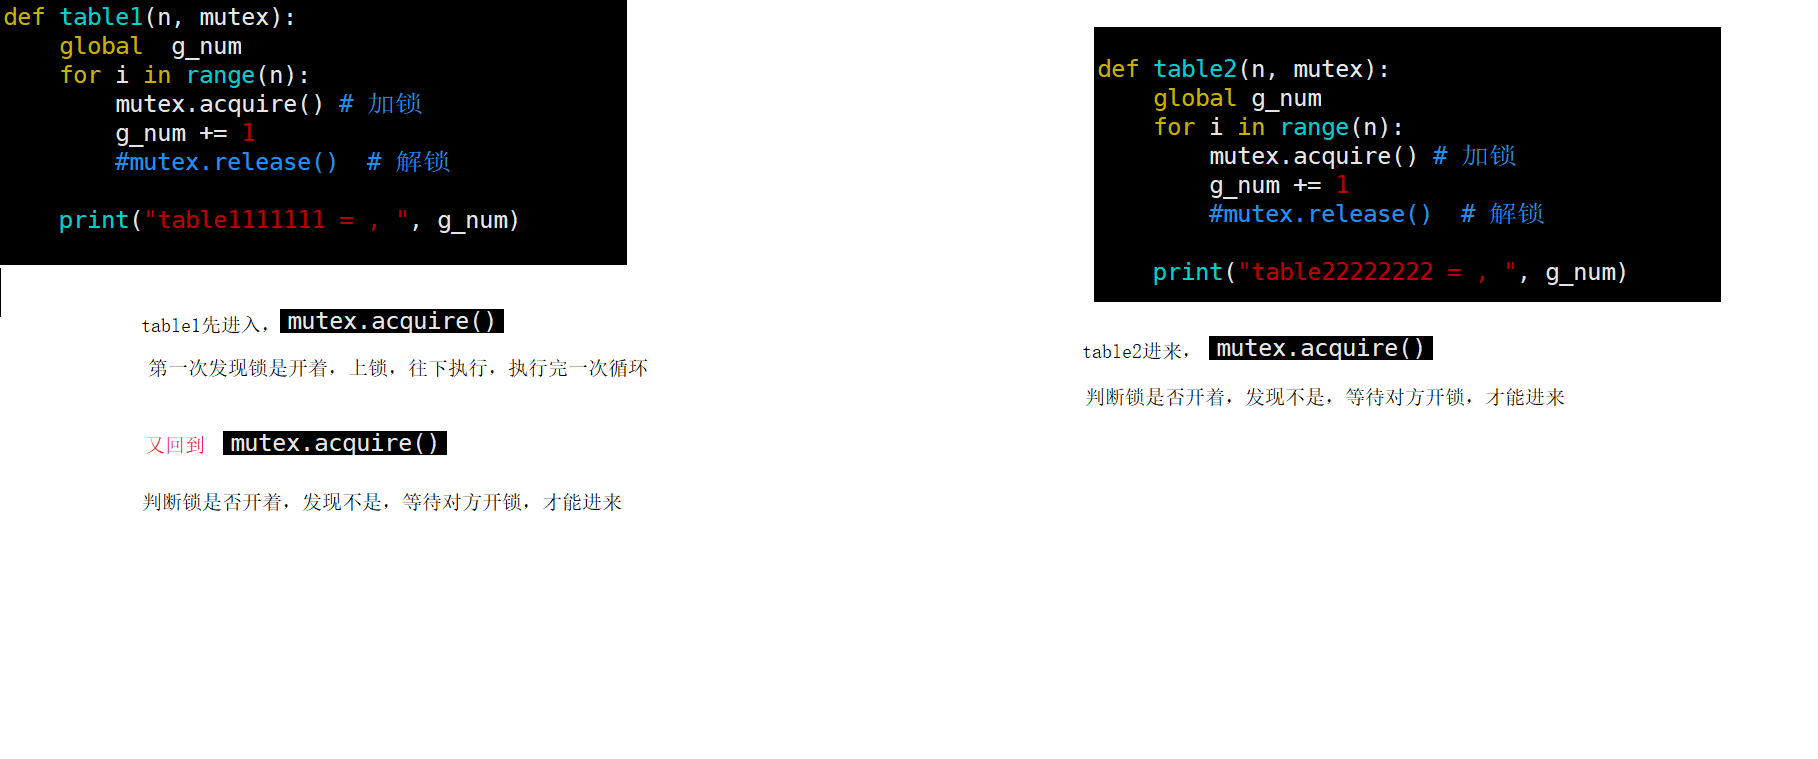 def table1(n, mutex):
    global  g_num
    for i in range(n):
        mutex.acquire() # 加锁
        g_num += 1
        #mutex.release()  # 解锁
    print("table1111111 = , ", g_num)
table1先进入，mutex.acquire()
第一次发现锁是开着，上锁，往下执行，执行完一次循环
又回到 mutex.acquire()
判断锁是否开着，发现不是，等待对方开锁，才能进来
def table2(n, mutex):
    global g_num
    for i in range(n):
        mutex.acquire() # 加锁
        g_num += 1
        #mutex.release()  # 解锁
    print("table22222222 = , ", g_num)
table2进来， mutex.acquire()
判断锁是否开着，发现不是，等待对方开锁，才能进来